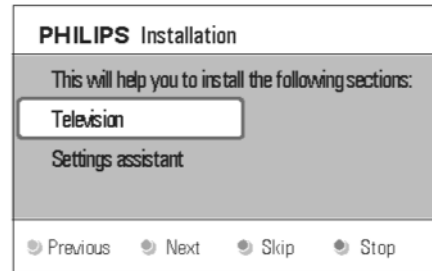 PHILIPS Installation
This will help you to install the following sections:
Television
Settings assistant
Previous Next Skip Stop